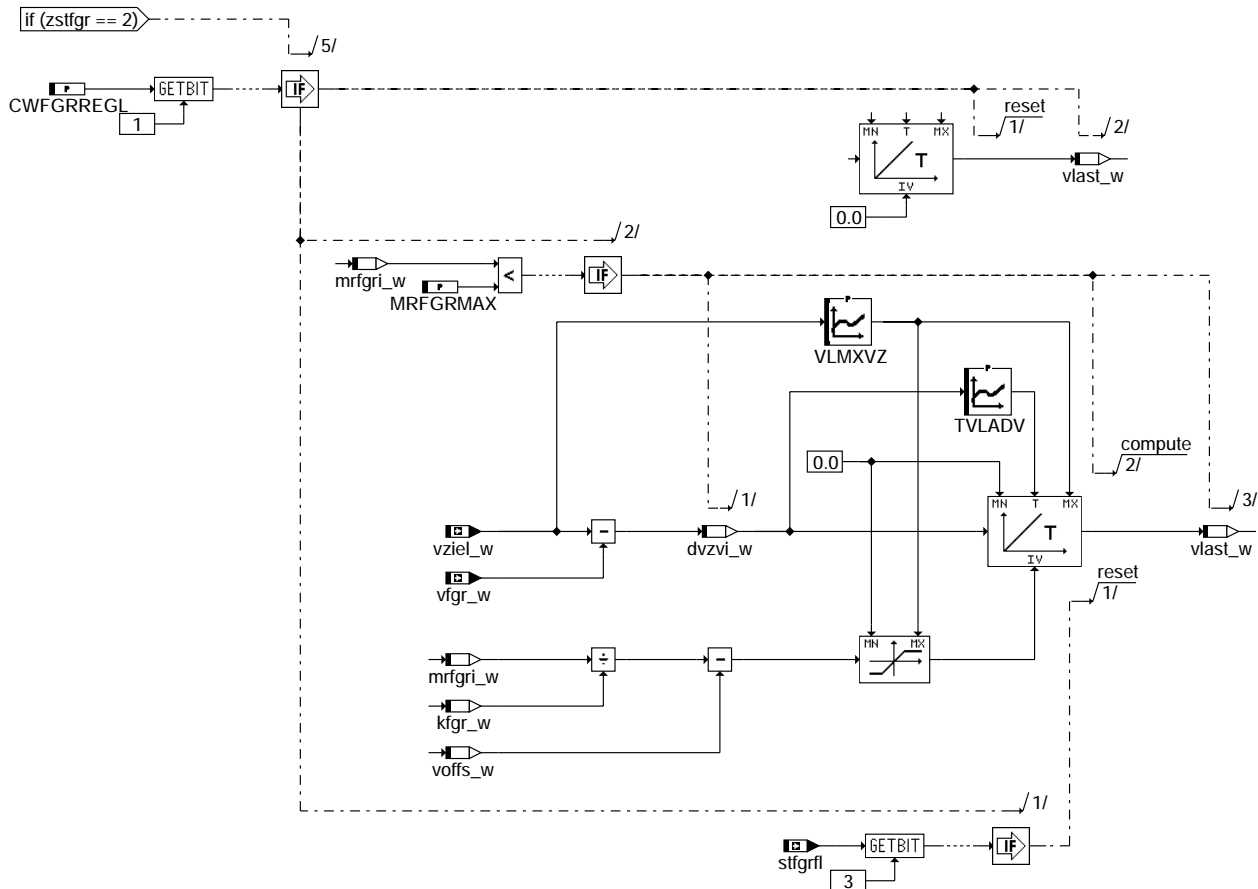 if (zstfgr == 2)
/5/
P
GETBIT
IF
CWFGRREGL
1
reset
1/
/2/
MN T MX
T
IV
vlast_w
0.0
/2/
mrfgri_w
P
MRFGRMAX
<
IF
P
VLMXVZ
P
TVLADV
0.0
compute
2/
/1/
/3/
MN T MX
T
IV
vziel_w
-
dvzvi_w
vlast_w
vfgr_w
reset
1/
MN MX
mrfgri_w
÷
-
kfgr_w
voffs_w
/1/
stfgrfl
GETBIT
IF
3